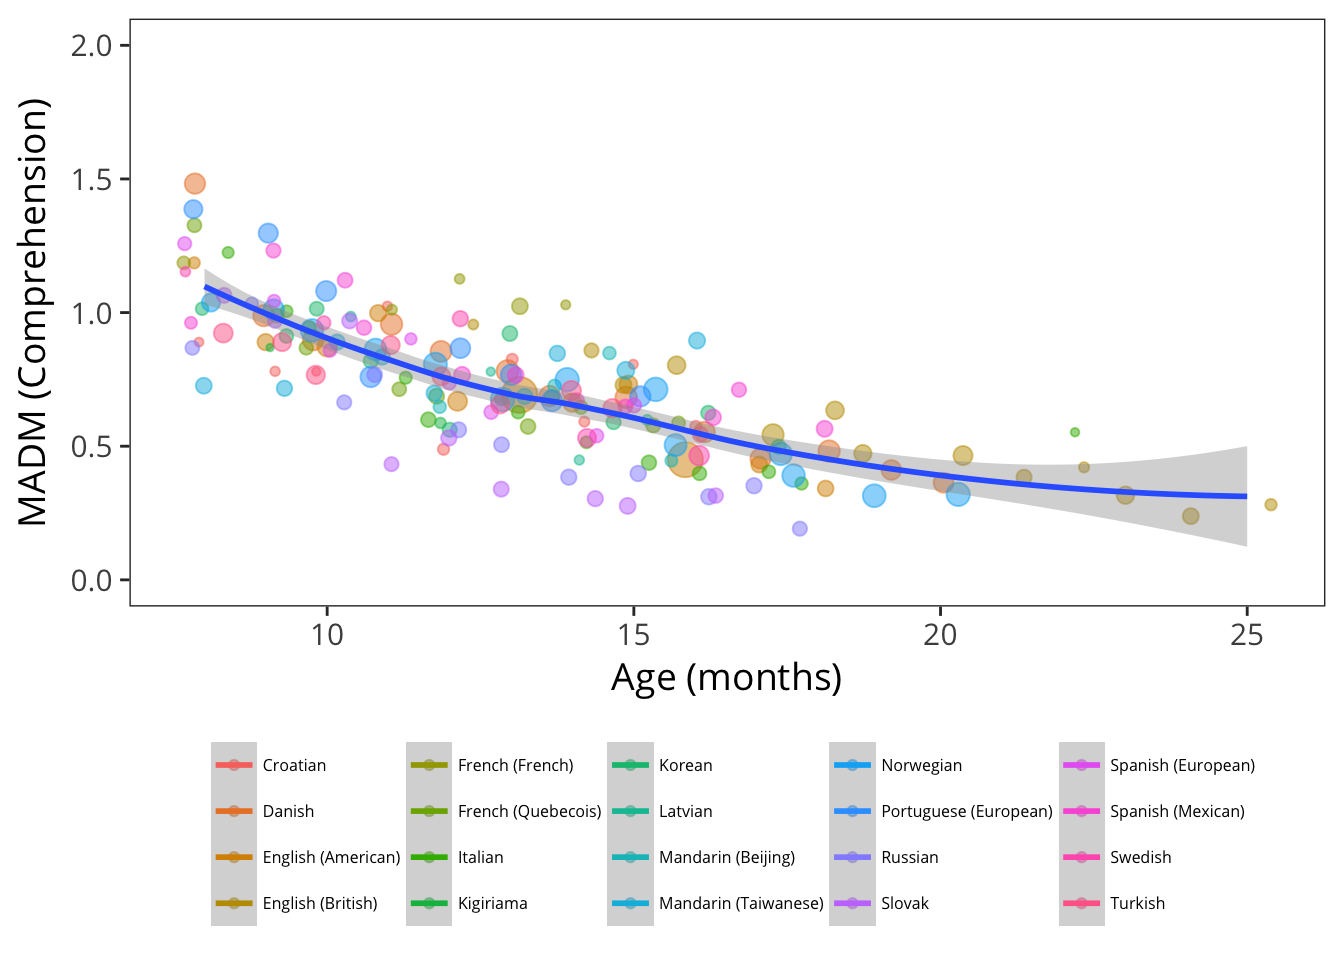 2.0
1.5
1.0
0.5
0.0
MADM (Comprehension)
10 15 20 25
Age (months)
Croatian French (French) Korean Norwegian Spanish (European)
Danish French (Quebecois) Latvian Portuguese (European) Spanish (Mexican)
English (American) Italian Mandarin (Beijing) Russian Swedish
English (British) Kigiriama Mandarin (Taiwanese) Slovak Turkish